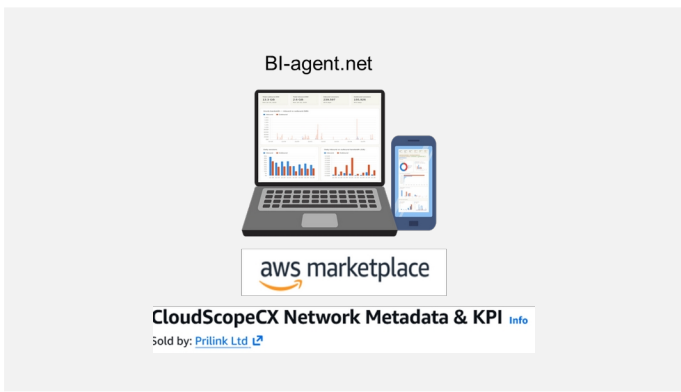 BI-agent.net
aws marketplace
CloudScopeCX Network Metadata & KPI Info
Sold by: Prilink Ltd